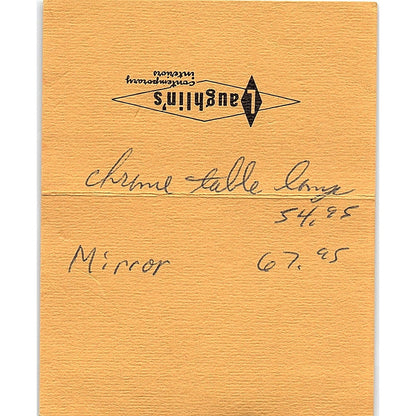 Laughlin's
contemporary
interiors
chrome table lamp
54.95
Mirror 67.95